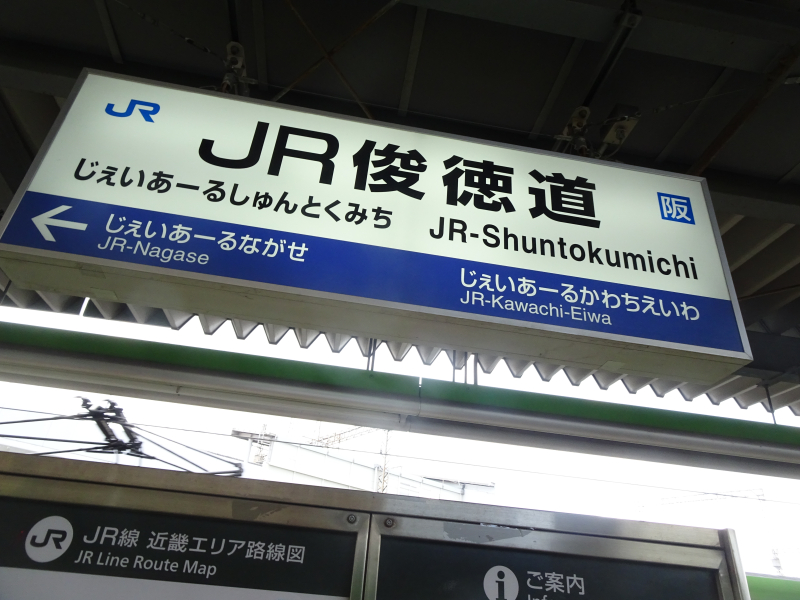 JR
JR俊徳道
阪
じぇいあーるしゅんとくみち
JR-Shuntokumichi
じぇいあーるながせ
JR-Nagase
じぇいあーるかわちえいわ
JR-Kawachi-Eiwa
JR
JR線 近畿エリア路線図
JR Line Route Map
i
ご案内